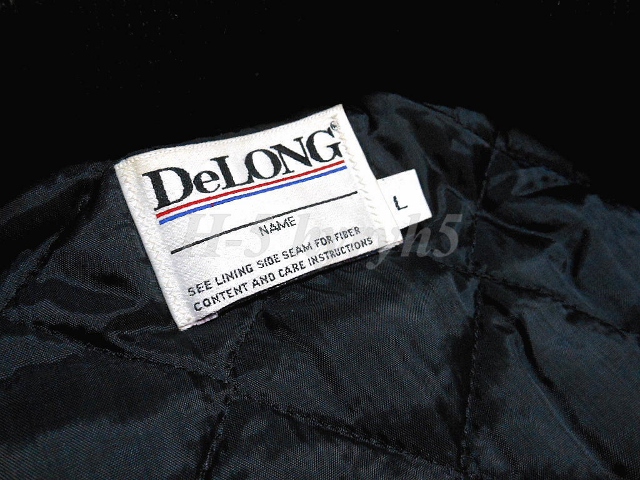 DeLONG®
NAME
L
SEE LINING SIDE SEAM FOR FIBER
CONTENT AND CARE INSTRUCTIONS